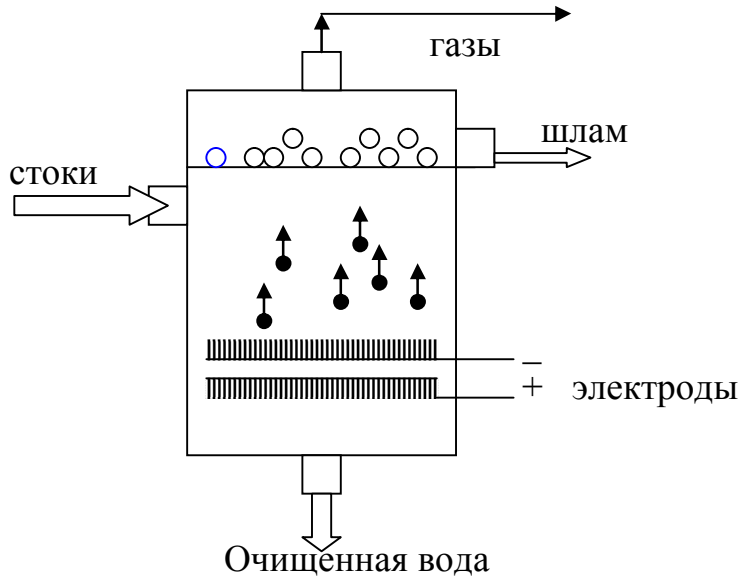 газы
шлам
стоки
–
+ электроды
Очищенная вода